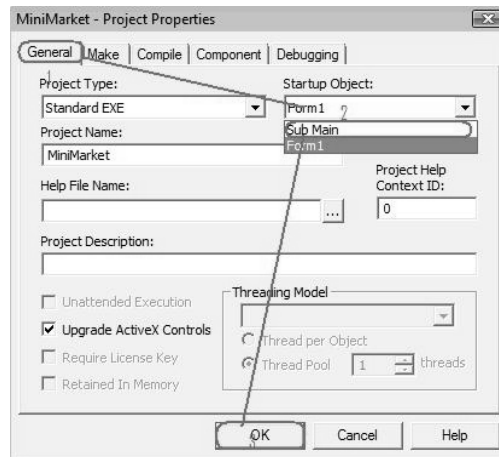 MiniMarket - Project Properties
General | Make | Compile | Component | Debugging
1
Project Type: Startup Object:
Standard EXE Form1 2
Project Name: Sub Main
MiniMarket Form1
Project Help
Help File Name: Context ID:
... 0
Project Description:
Unattended Execution Threading Model
Upgrade ActiveX Controls Thread per Object
Require License Key Thread Pool 1 threads
Retained In Memory
3
OK Cancel Help